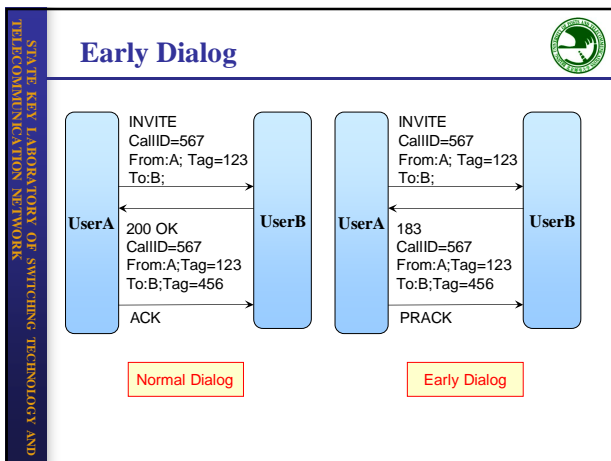 STATE KEY LABORATORY OF SWITCHING TECHNOLOGY AND
TELECOMMUNICATION NETWORK
Early Dialog
UserA
INVITE
CallID=567
From:A; Tag=123
To:B;
200 OK
CallID=567
From:A;Tag=123
To:B;Tag=456
ACK
UserB
Normal Dialog
UserA
INVITE
CallID=567
From:A; Tag=123
To:B;
183
CallID=567
From:A;Tag=123
To:B;Tag=456
PRACK
UserB
Early Dialog